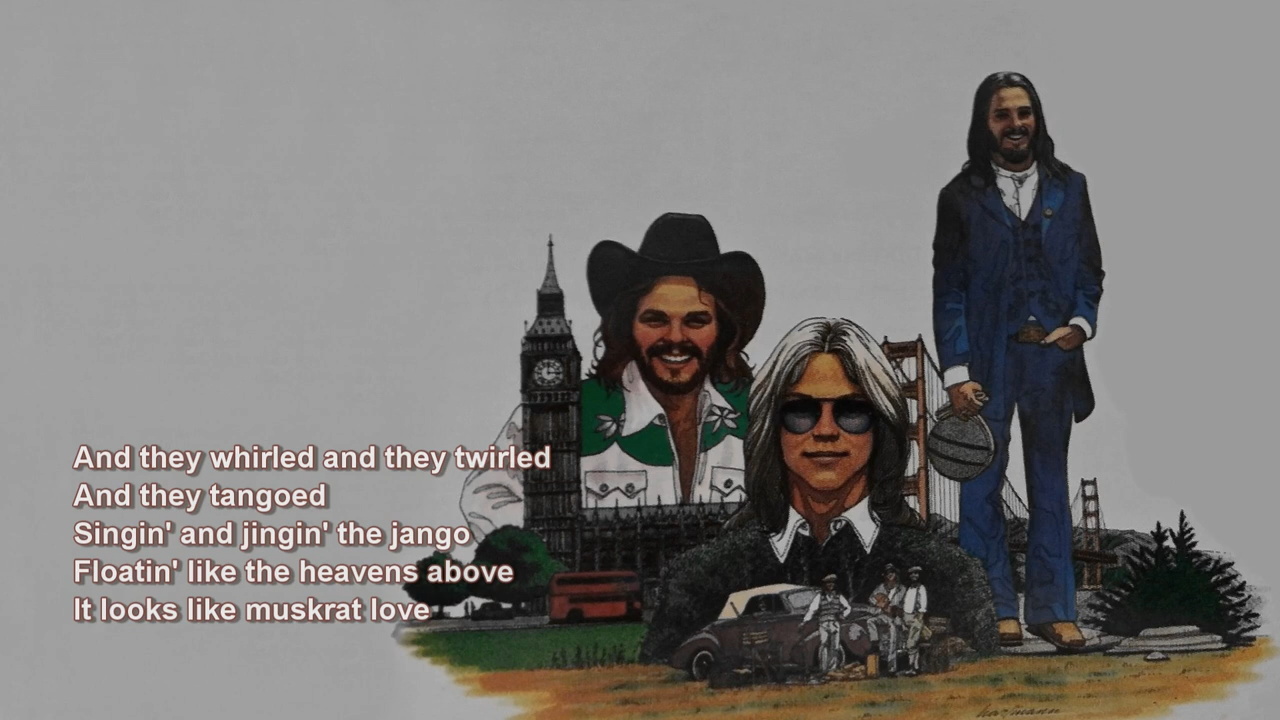 And they whirled and they twirled
And they tangoed
Singin' and jingin' the jango
Floatin' like the heavens above
It looks like muskrat love